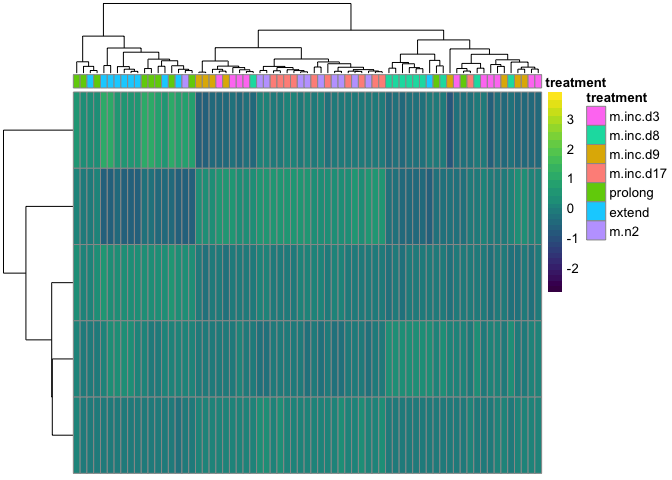 treatment
treatment
3
2
1
0
-1
-2
m.inc.d3
m.inc.d8
m.inc.d9
m.inc.d17
prolong
extend
m.n2